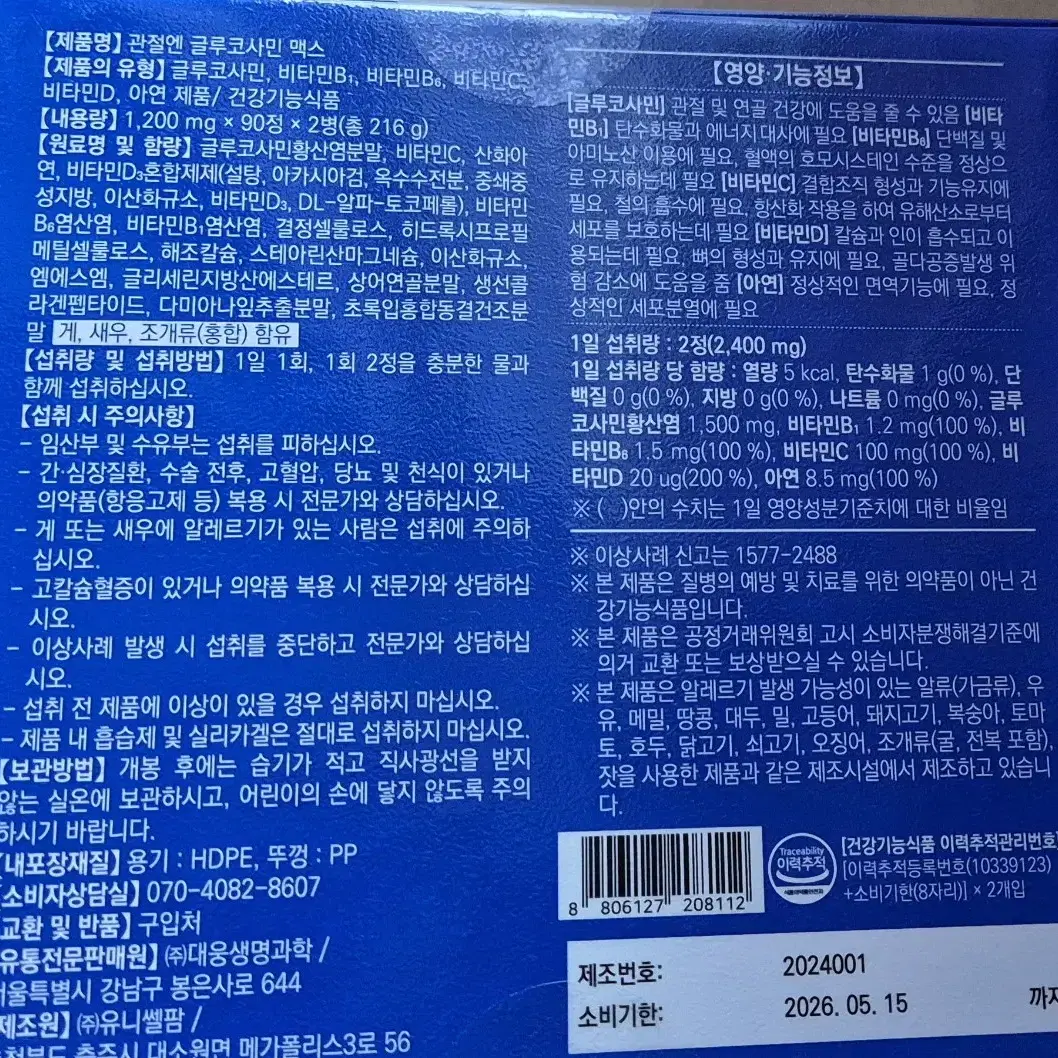 [제품명] 관절엔 글루코사민 맥스
[제품의 유형] 글루코사민, 비타민B₁, 비타민B₆, 비타민C,
비타민D, 아연 제품/ 건강기능식품
[내용량] 1,200 mg × 90정 × 2병(총 216 g)
[원료명 및 함량] 글루코사민황산염분말, 비타민C, 산화아
연, 비타민D₃혼합제제(설탕, 아카시아검, 옥수수전분, 중쇄중
성지방, 이산화규소, 비타민D₃, DL-알파-토코페롤), 비타민
B₆염산염, 비타민B₁염산염, 결정셀룰로스, 히드록시프로필
메틸셀룰로스, 해조칼슘, 스테아린산마그네슘, 이산화규소,
엠에스엠, 글리세린지방산에스테르, 상어연골분말, 생선콜
라겐펩타이드, 다미아나잎추출분말, 초록입홍합동결건조분
말 게, 새우, 조개류(홍합) 함유
[섭취량 및 섭취방법] 1일 1회, 1회 2정을 충분한 물과
함께 섭취하십시오.
[섭취 시 주의사항]
- 임산부 및 수유부는 섭취를 피하십시오.
- 간·심장질환, 수술 전후, 고혈압, 당뇨 및 천식이 있거나
의약품(항응고제 등) 복용 시 전문가와 상담하십시오.
- 게 또는 새우에 알레르기가 있는 사람은 섭취에 주의하
십시오.
- 고칼슘혈증이 있거나 의약품 복용 시 전문가와 상담하십
시오.
- 이상사례 발생 시 섭취를 중단하고 전문가와 상담하십
시오.
- 섭취 전 제품에 이상이 있을 경우 섭취하지 마십시오.
- 제품 내 흡습제 및 실리카겔은 절대로 섭취하지 마십시오.
[보관방법] 개봉 후에는 습기가 적고 직사광선을 받지
않는 실온에 보관하시고, 어린이의 손에 닿지 않도록 주의
하시기 바랍니다.
내포장재질] 용기 : HDPE, 뚜껑 : PP
소비자상담실] 070-4082-8607
교환 및 반품] 구입처
유통전문판매원] ㈜대웅생명과학 /
서울특별시 강남구 봉은사로 644
제조원] ㈜유니쎌팜 /
충청북도 충주시 대소원면 메가폴리스3로 56
[영양·기능정보]
[글루코사민] 관절 및 연골 건강에 도움을 줄 수 있음 [비타
민B₁] 탄수화물과 에너지 대사에 필요 [비타민B₆] 단백질 및
아미노산 이용에 필요, 혈액의 호모시스테인 수준을 정상으
로 유지하는데 필요 [비타민C] 결합조직 형성과 기능유지에
필요, 철의 흡수에 필요, 항산화 작용을 하여 유해산소로부터
세포를 보호하는데 필요 [비타민D] 칼슘과 인이 흡수되고 이
용되는데 필요, 뼈의 형성과 유지에 필요, 골다공증발생 위
험 감소에 도움을 줌 [아연] 정상적인 면역기능에 필요, 정
상적인 세포분열에 필요
1일 섭취량 : 2정(2,400 mg)
1일 섭취량 당 함량 : 열량 5 kcal, 탄수화물 1 g(0 %), 단
백질 0 g(0 %), 지방 0 g(0 %), 나트륨 0 mg(0 %), 글루
코사민황산염 1,500 mg, 비타민B₁ 1.2 mg(100 %), 비
타민B₆ 1.5 mg(100 %), 비타민C 100 mg(100 %), 비
타민D 20 ug(200 %), 아연 8.5 mg(100 %)
※ ( )안의 수치는 1일 영양성분기준치에 대한 비율임
※ 이상사례 신고는 1577-2488
※ 본 제품은 질병의 예방 및 치료를 위한 의약품이 아닌 건
강기능식품입니다.
※ 본 제품은 공정거래위원회 고시 소비자분쟁해결기준에
의거 교환 또는 보상받으실 수 있습니다.
※ 본 제품은 알레르기 발생 가능성이 있는 알류(가금류), 우
유, 메밀, 땅콩, 대두, 밀, 고등어, 돼지고기, 복숭아, 토마
토, 호두, 닭고기, 쇠고기, 오징어, 조개류(굴, 전복 포함),
잣을 사용한 제품과 같은 제조시설에서 제조하고 있습니
다.
8 806127 208112
Traceability
이력추적
식품의약품안전처
[건강기능식품 이력추적관리번호]
[이력추적등록번호(10339123)
+소비기한(8자리)] × 2개입
제조번호: 2024001
소비기한: 2026. 05. 15 까지